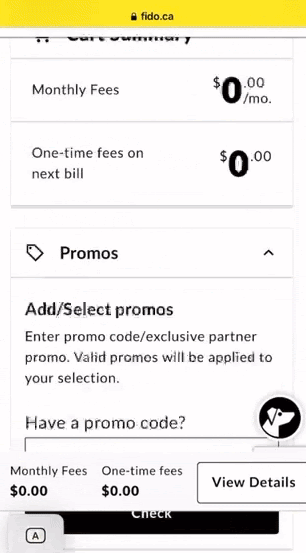 fido.ca
Cart Summary
Monthly Fees
$0.00
/mo.
One-time fees on
next bill
$0.00
Promos
Add/Select promos
Enter promo code/exclusive partner
promo. Valid promos will be applied to
your selection.
Have a promo code?
Monthly Fees
$0.00
One-time fees
$0.00
View Details
Check
A